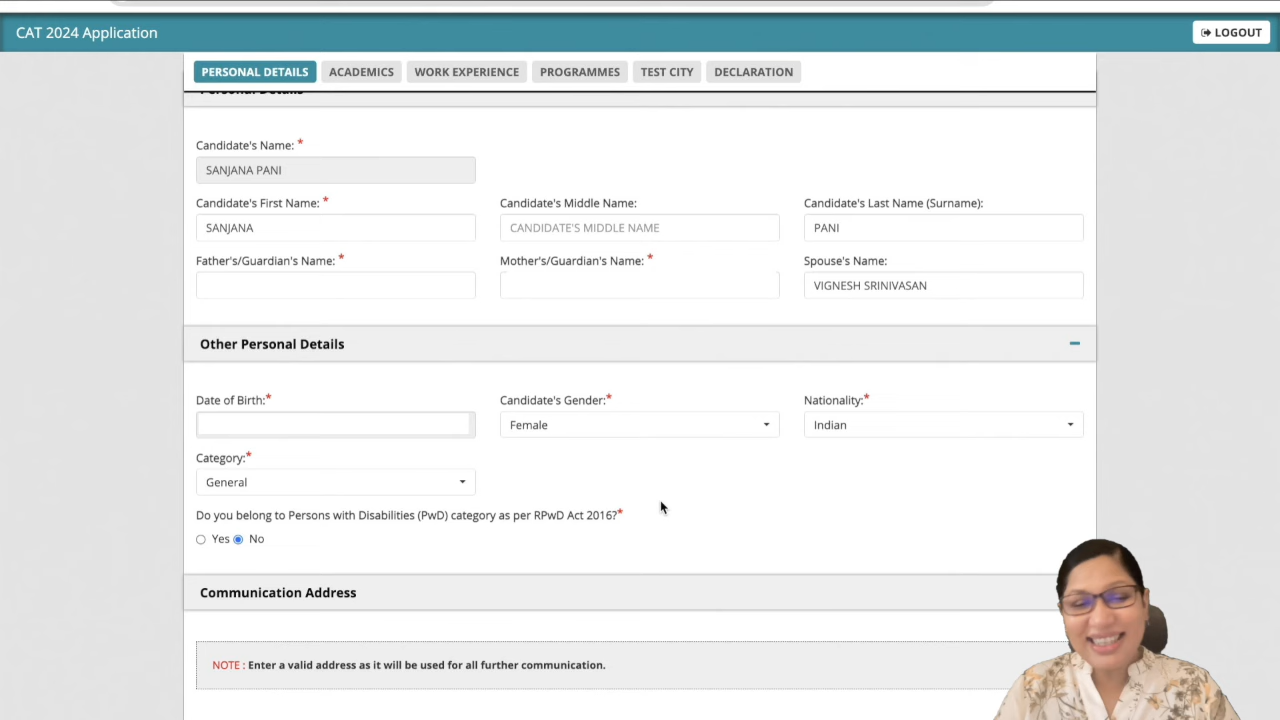 CAT 2024 Application
LOGOUT
PERSONAL DETAILS ACADEMICS WORK EXPERIENCE PROGRAMMES TEST CITY DECLARATION
Personal Details
Candidate's Name: *
SANJANA PANI
Candidate's First Name: * Candidate's Middle Name: Candidate's Last Name (Surname):
SANJANA CANDIDATE'S MIDDLE NAME PANI
Father's/Guardian's Name: * Mother's/Guardian's Name: * Spouse's Name:
VIGNESH SRINIVASAN
Other Personal Details
Date of Birth:* Candidate's Gender:* Nationality:*
Female Indian
Category:*
General
Do you belong to Persons with Disabilities (PwD) category as per RPwD Act 2016?*
Yes No
Communication Address
NOTE : Enter a valid address as it will be used for all further communication.